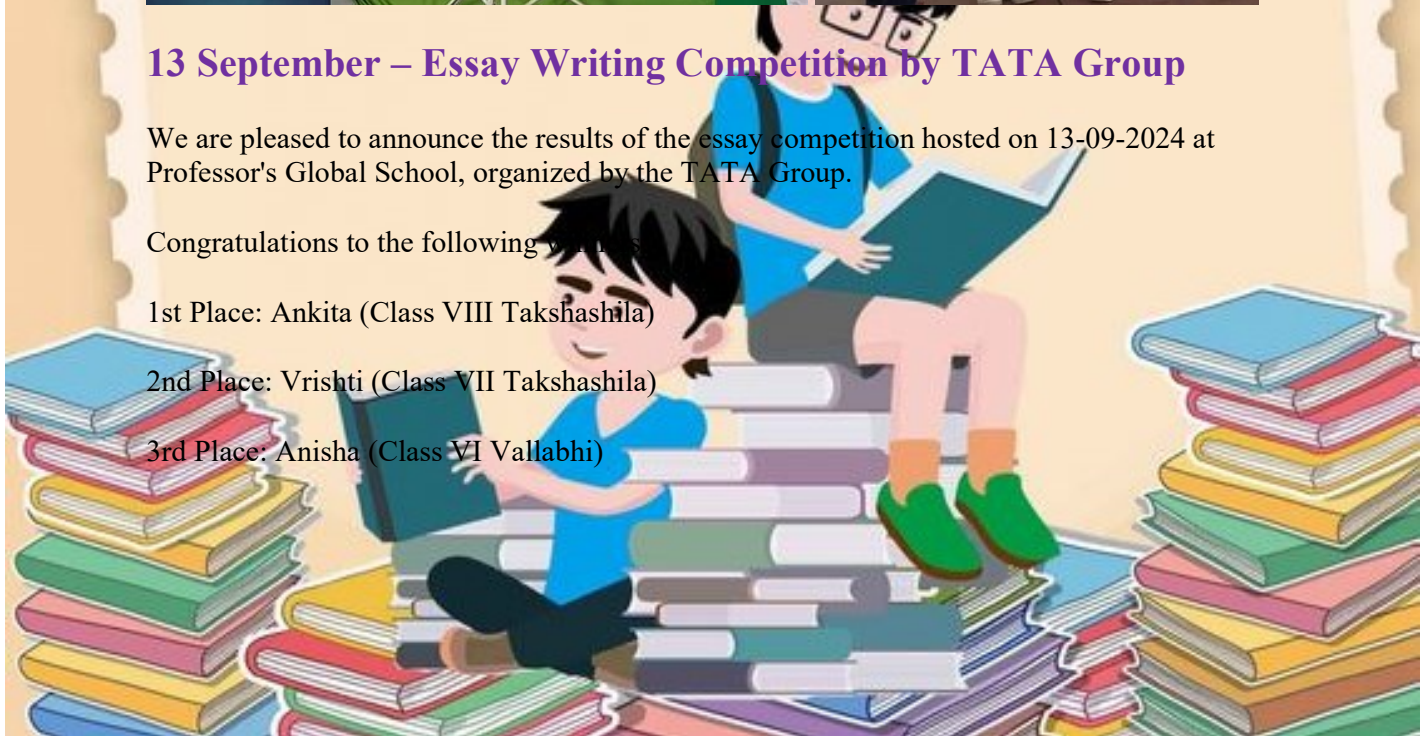 13 September – Essay Writing Competition by TATA Group
We are pleased to announce the results of the essay competition hosted on 13-09-2024 at
Professor's Global School, organized by the TATA Group.
Congratulations to the following
1st Place: Ankita (Class VIII Takshashila)
2nd Place: Vrishti (Class VII Takshashila)
3rd Place: Anisha (Class VI Vallabhi)